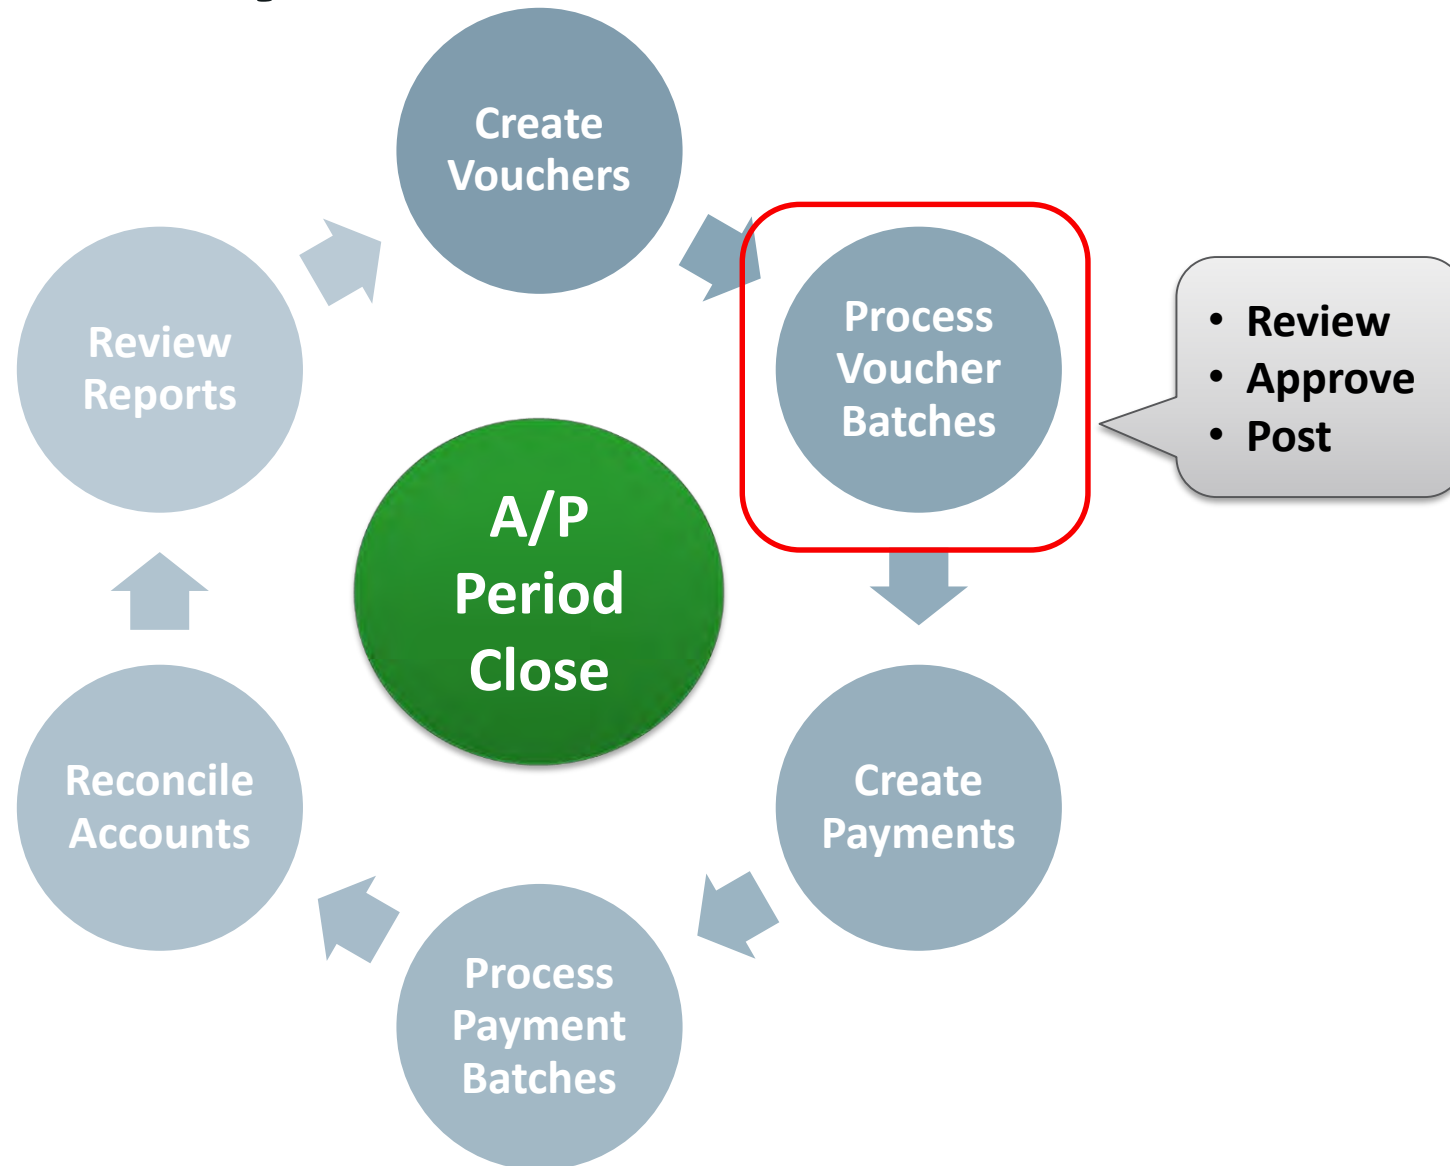 Create
Vouchers
Process
Voucher
Batches
• Review
• Approve
• Post
Review
Reports
A/P
Period
Close
Reconcile
Accounts
Create
Payments
Process
Payment
Batches